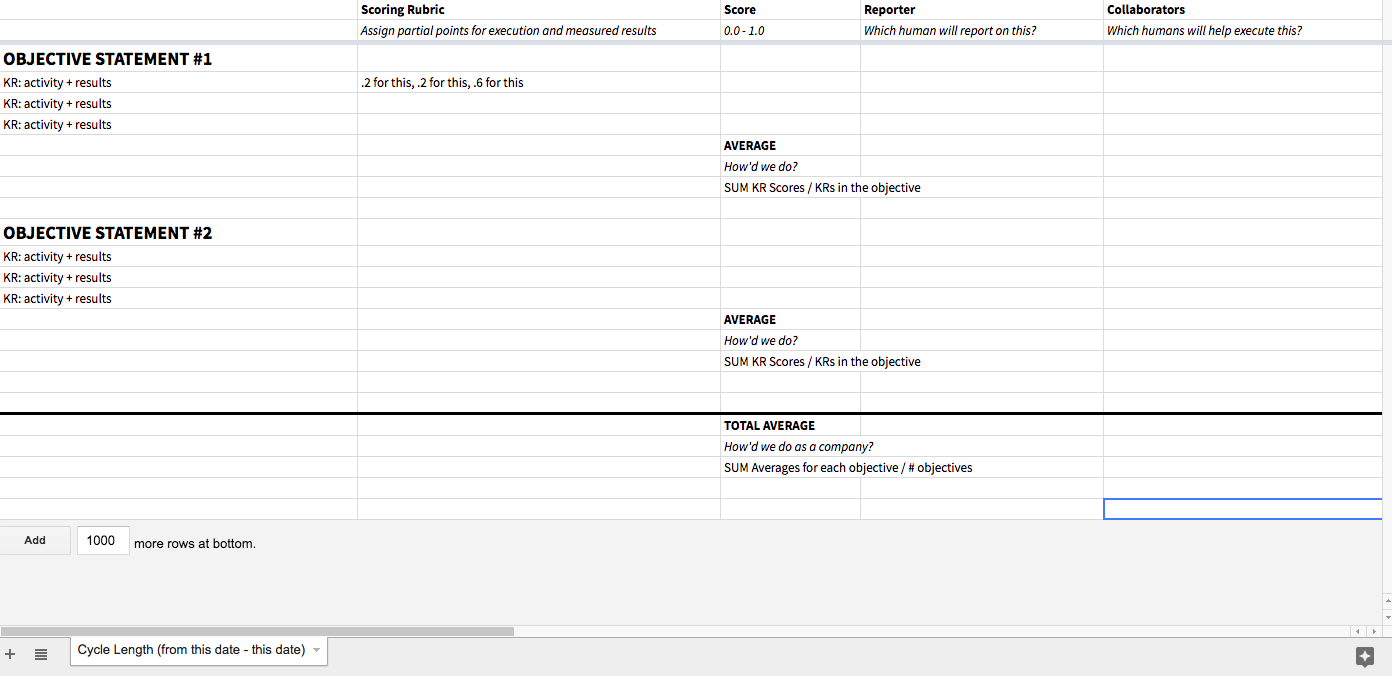 Scoring Rubric Score Reporter Collaborators
Assign partial points for execution and measured results 0.0 - 1.0 Which human will report on this? Which humans will help execute this?
OBJECTIVE STATEMENT #1
KR: activity + results .2 for this, .2 for this, .6 for this
KR: activity + results
KR: activity + results
AVERAGE
How'd we do?
SUM KR Scores / KRs in the objective
OBJECTIVE STATEMENT #2
KR: activity + results
KR: activity + results
KR: activity + results
AVERAGE
How'd we do?
SUM KR Scores / KRs in the objective
TOTAL AVERAGE
How'd we do as a company?
SUM Averages for each objective / # objectives
Add 1000 more rows at bottom.
Cycle Length (from this date - this date)